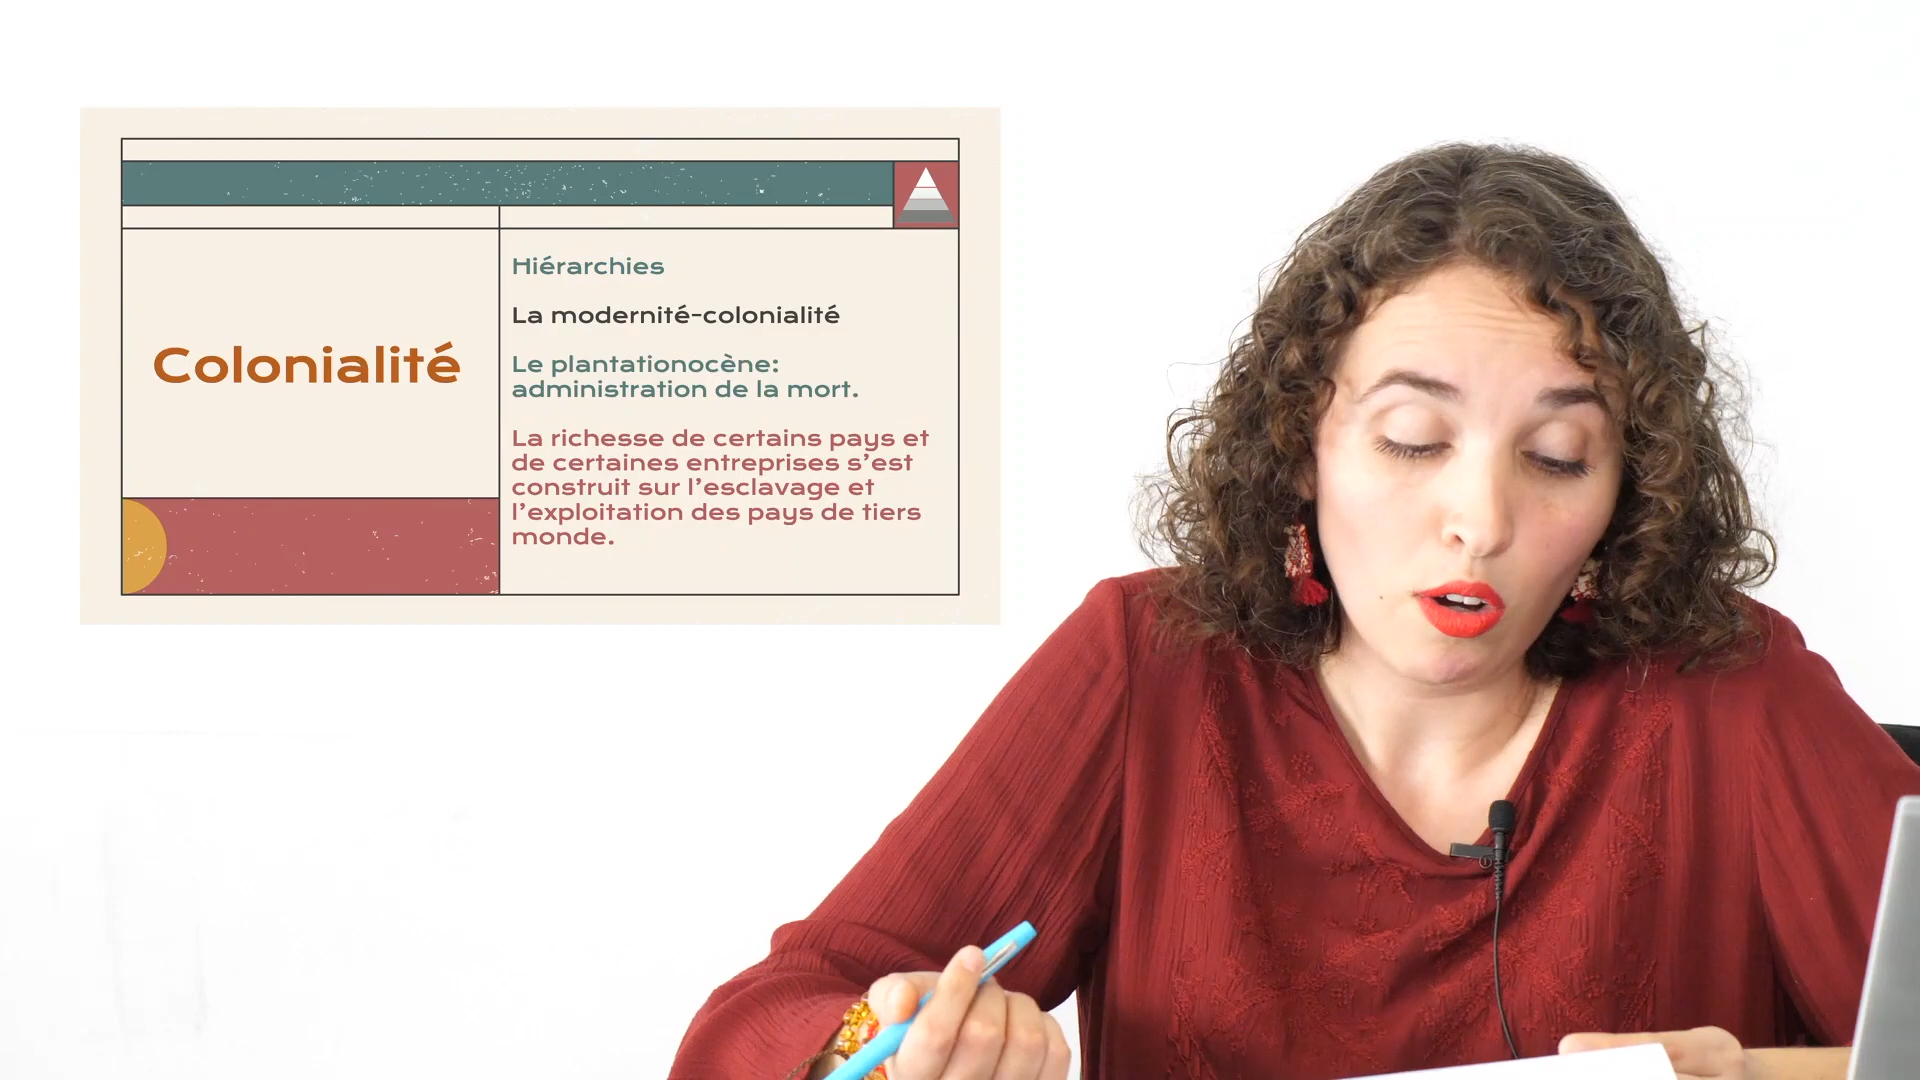 Colonialité
Hiérarchies
La modernité-colonialité
Le plantationocène:
administration de la mort.
La richesse de certains pays et
de certaines entreprises s'est
construit sur l'esclavage et
l'exploitation des pays de tiers
monde.